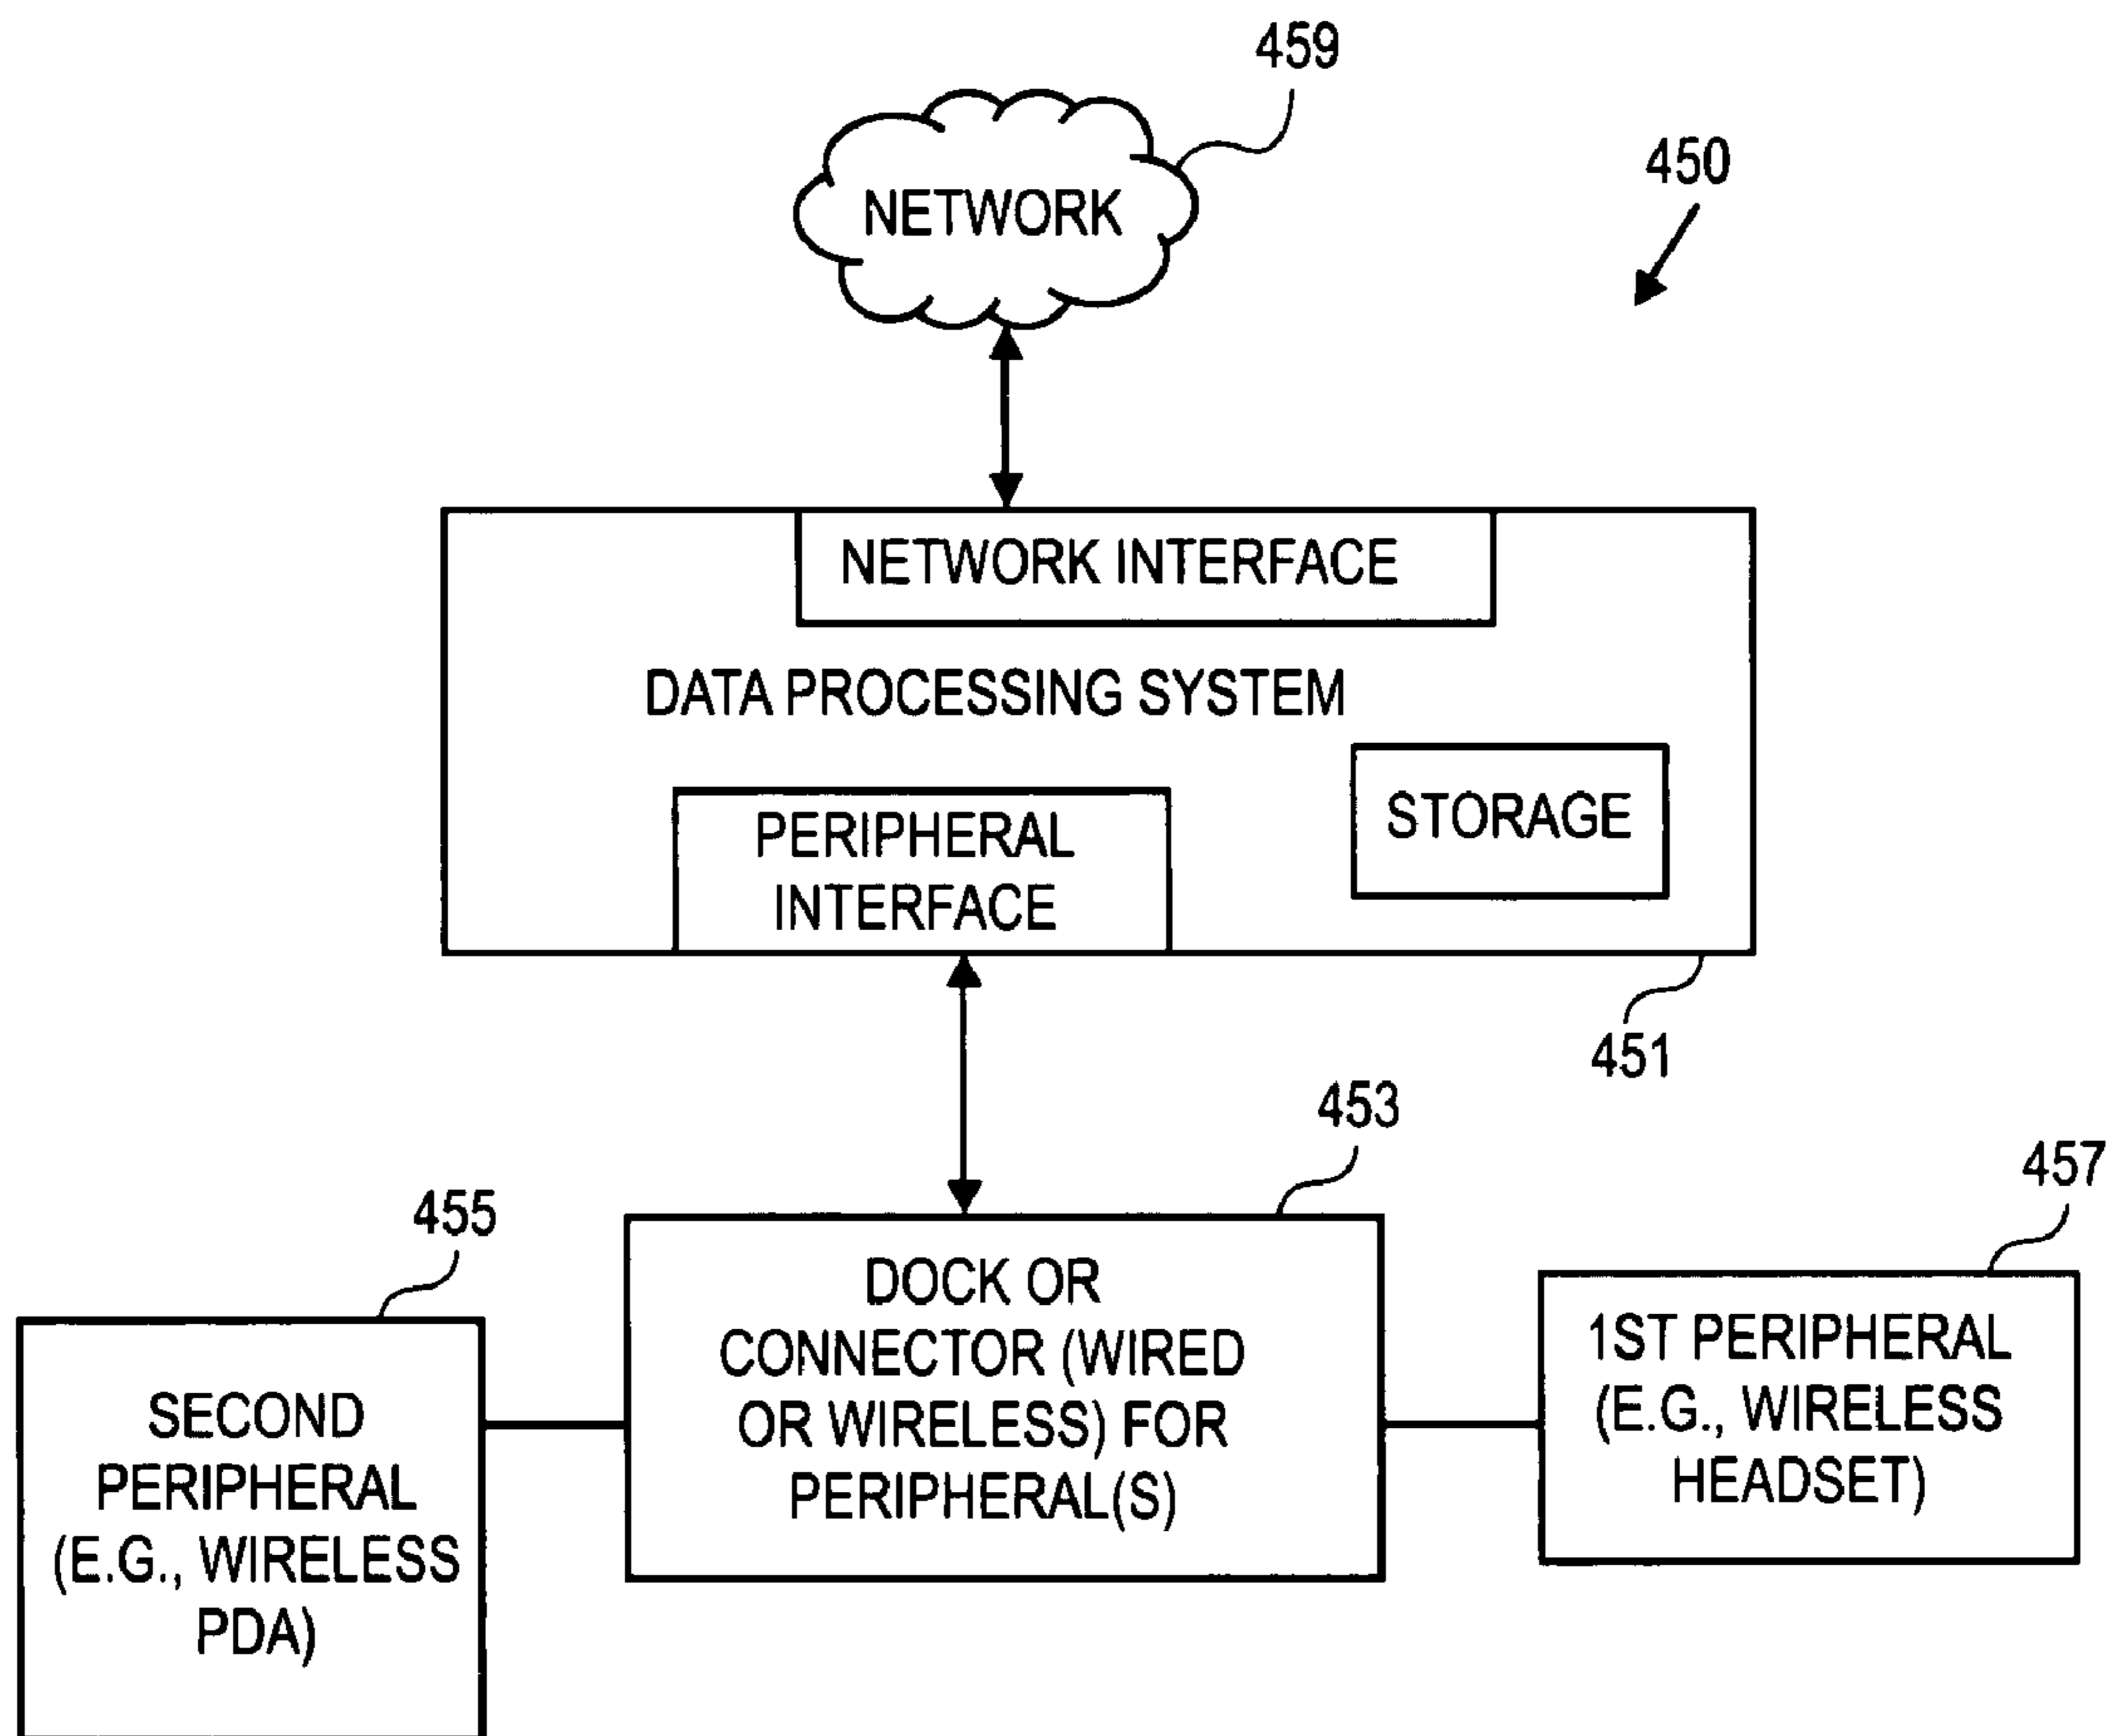 459
450
NETWORK
NETWORK INTERFACE
DATA PROCESSING SYSTEM
STORAGE
PERIPHERAL
INTERFACE
451
453
457
455
DOCK OR
CONNECTOR (WIRED
OR WIRELESS) FOR
PERIPHERAL(S)
1ST PERIPHERAL
(E.G., WIRELESS
HEADSET)
SECOND
PERIPHERAL
(E.G., WIRELESS
PDA)